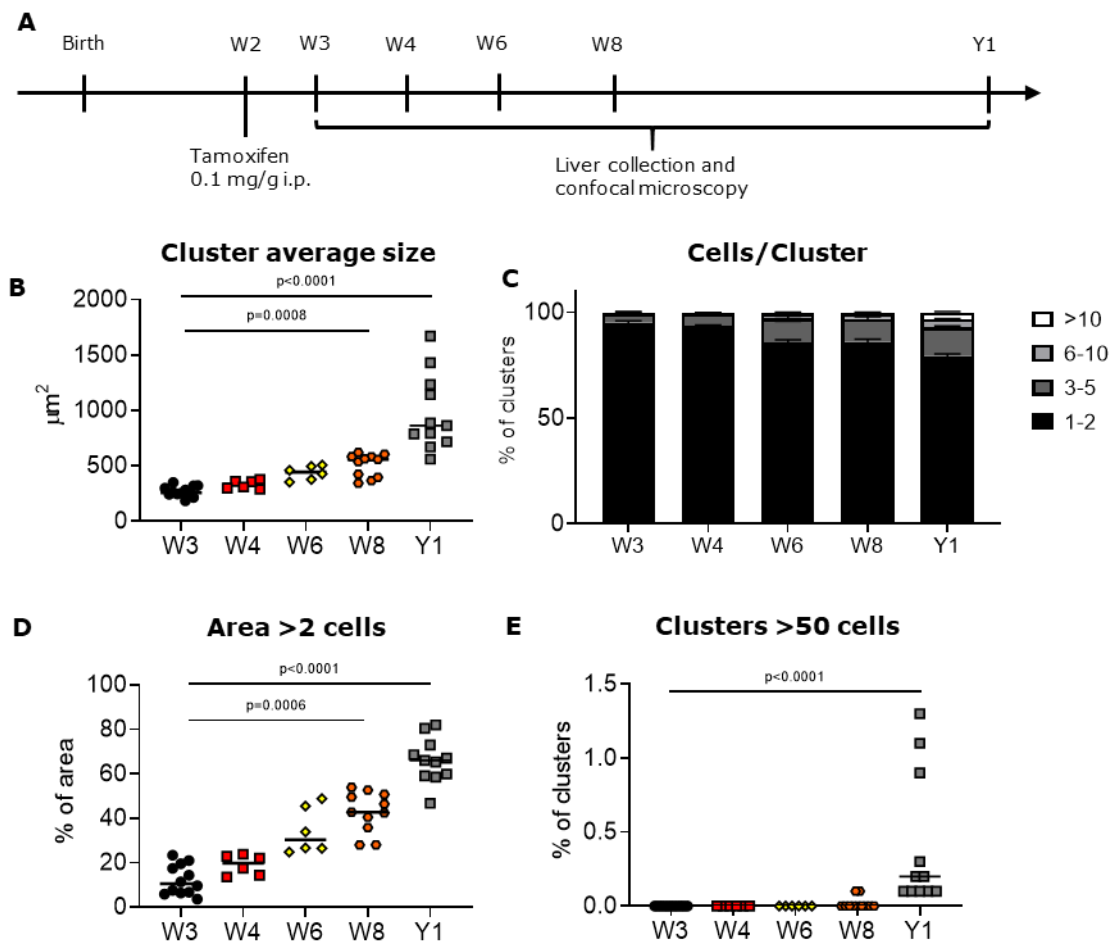 A
Birth
W2
W3
W4
W6
W8
Y1
Tamoxifen
0.1 mg/g i.p.
Liver collection and
confocal microscopy
B
Cluster average size
p<0.0001
p=0.0008
2000
1500
1000
500
0
μm²
W3 W4 W6 W8 Y1
C
Cells/Cluster
100
50
0
% of clusters
W3 W4 W6 W8 Y1
>10
6-10
3-5
1-2
D
Area >2 cells
p<0.0001
p=0.0006
100
80
60
40
20
0
% of area
W3 W4 W6 W8 Y1
E
Clusters >50 cells
p<0.0001
1.5
1.0
0.5
0.0
% of clusters
W3 W4 W6 W8 Y1